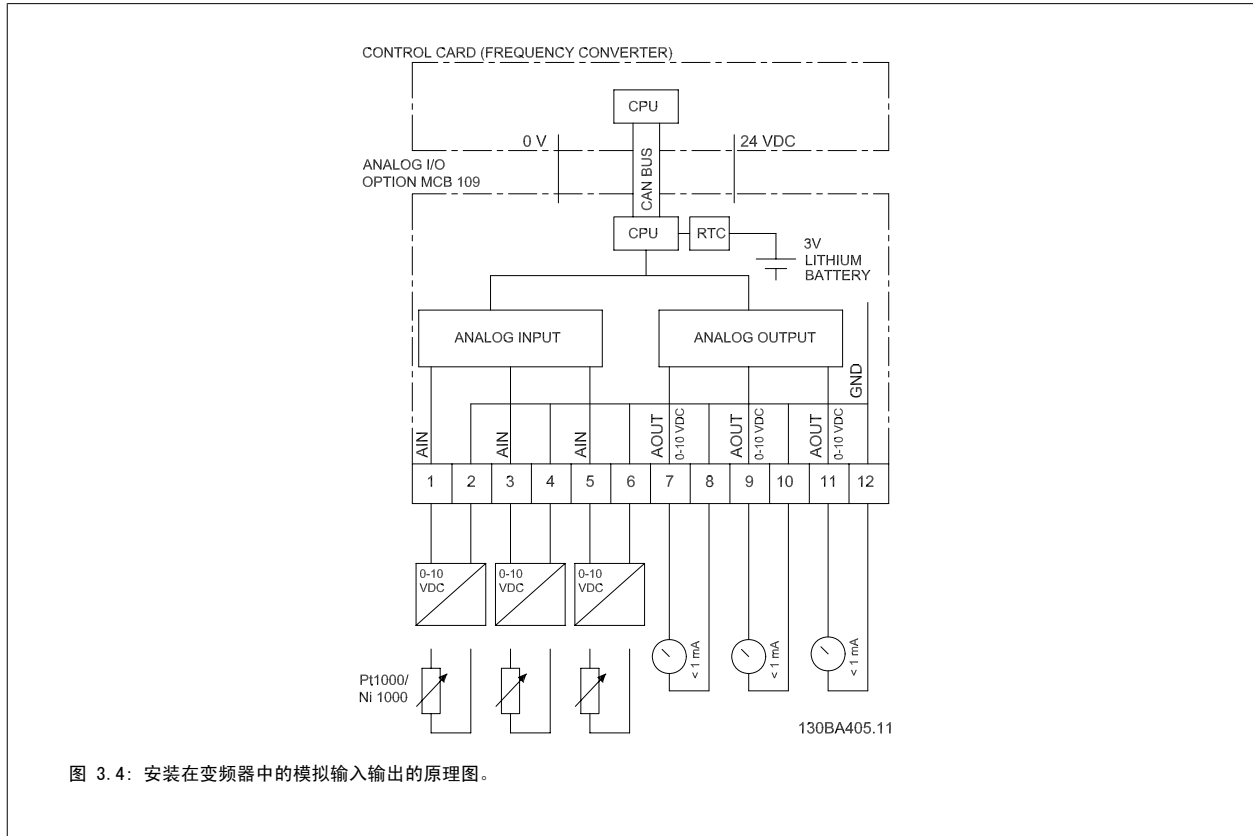 CONTROL CARD (FREQUENCY CONVERTER)
CPU
0 V
24 VDC
CAN BUS
ANALOG I/O
OPTION MCB 109
CPU
RTC
3V
LITHIUM
BATTERY
ANALOG INPUT
ANALOG OUTPUT
GND
AIN
AIN
AIN
AOUT
0-10 VDC
AOUT
0-10 VDC
AOUT
0-10 VDC
1 2 3 4 5 6 7 8 9 10 11 12
0-10
VDC
0-10
VDC
0-10
VDC
< 1 mA
< 1 mA
< 1 mA
Pt1000/
Ni 1000
130BA405.11
图 3.4: 安装在变频器中的模拟输入输出的原理图。